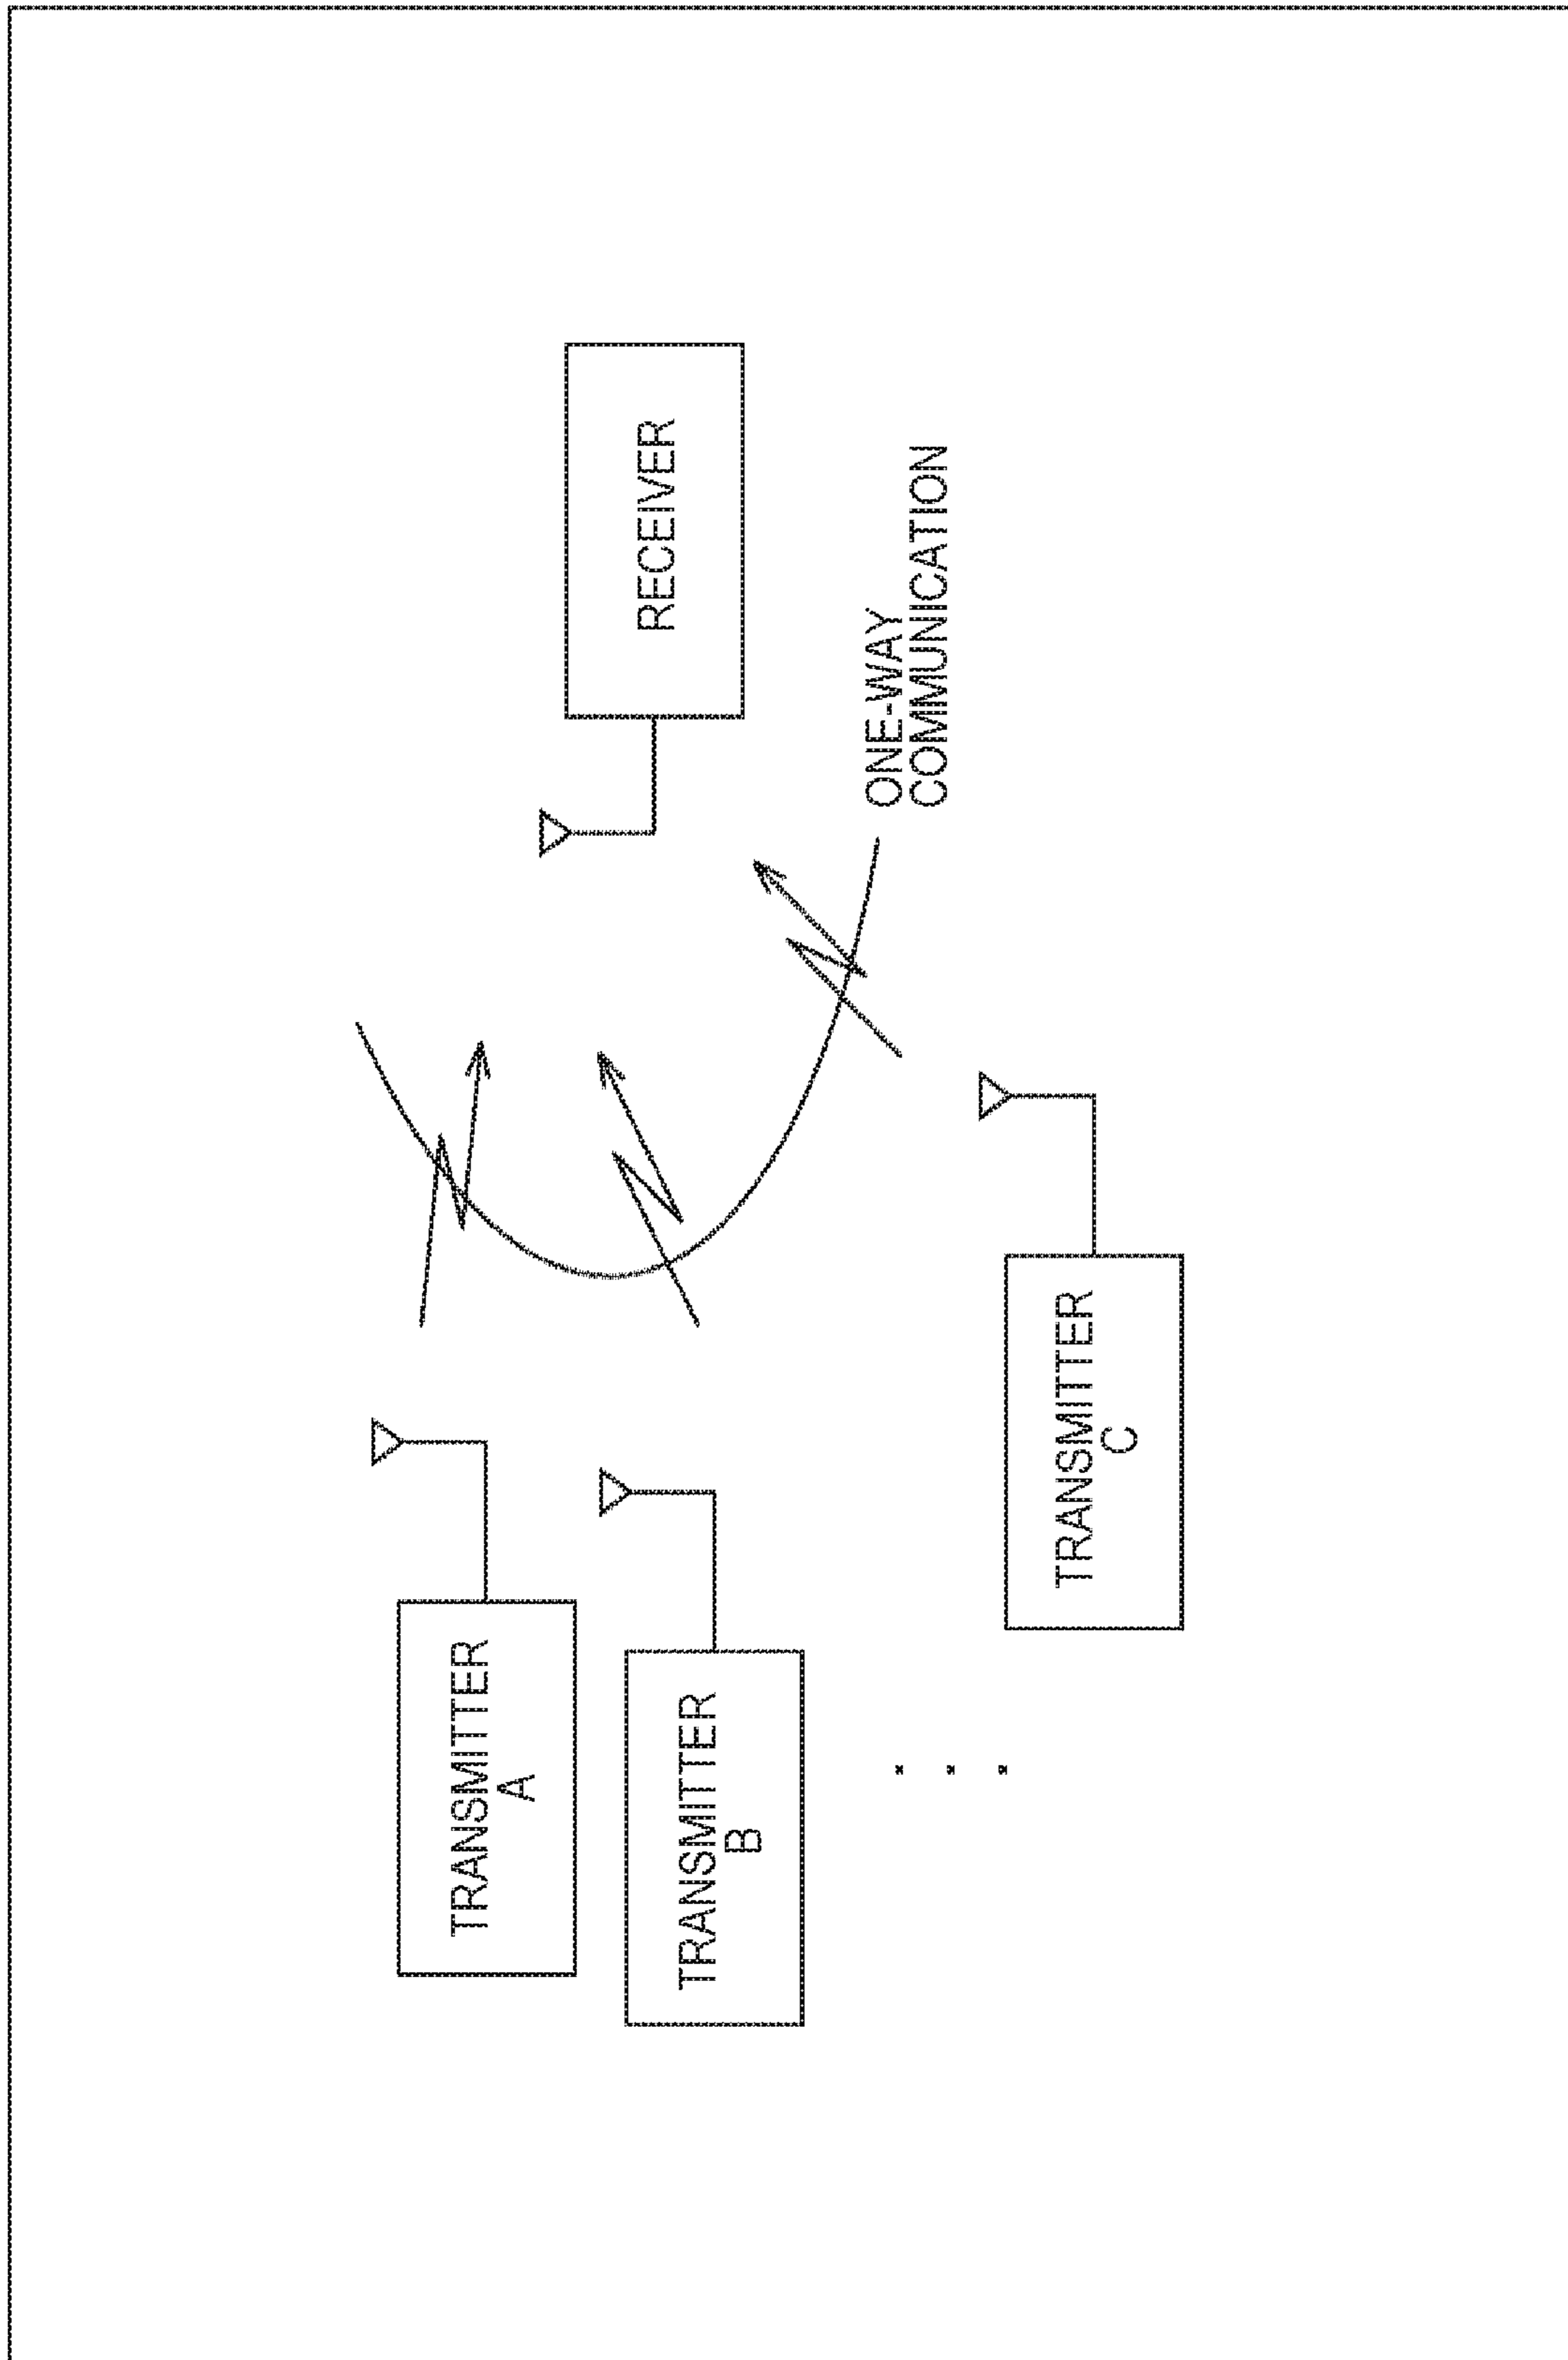 TRANSMITTER
A
TRANSMITTER
B
TRANSMITTER
C
RECEIVER
ONE-WAY
COMMUNICATION